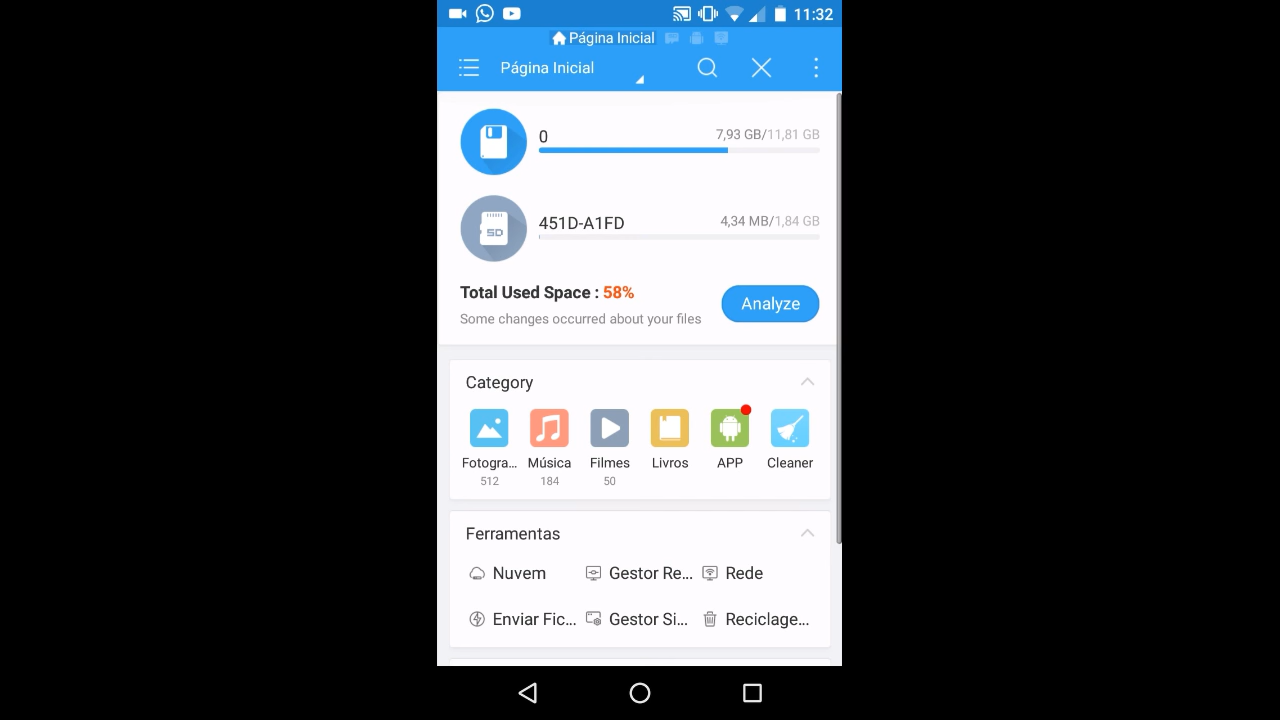 11:32
Página Inicial
Página Inicial
0
7,93 GB/11,81 GB
451D-A1FD
4,34 MB/1,84 GB
SD
Total Used Space : 58%
Analyze
Some changes occurred about your files
Category
Fotogra... Música Filmes Livros APP Cleaner
512 184 50
Ferramentas
Nuvem Gestor Re... Rede
Enviar Fic... Gestor Si... Reciclage...